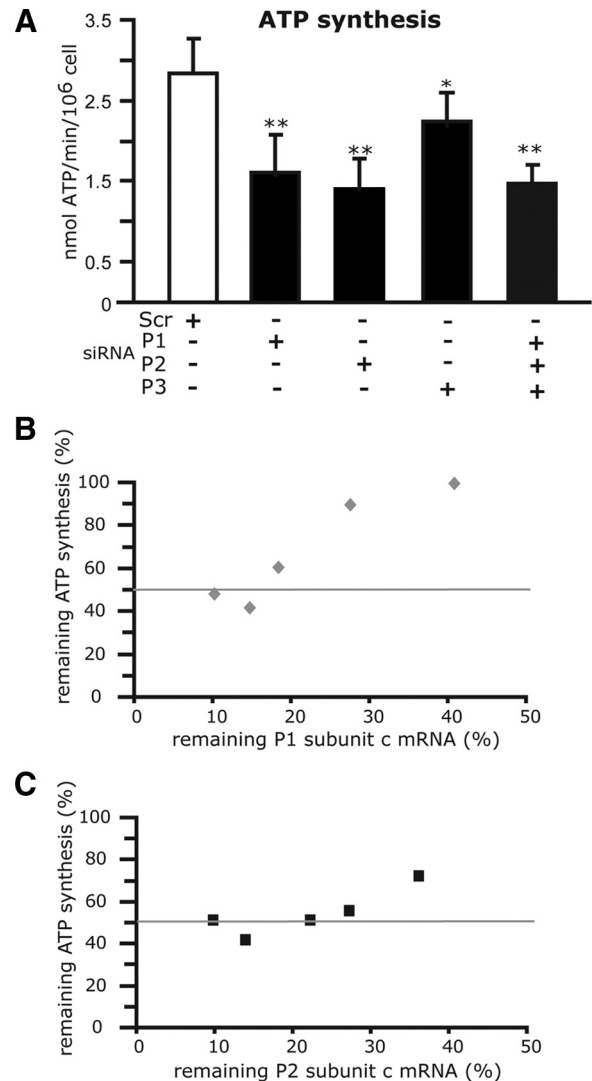 A
ATP synthesis
nmol ATP/min/10⁶ cell
3.5
2.5
1.5
0.5
0
**
**
*
**
Scr + - - - -
siRNA
P1 - + - - +
P2 - - + - +
P3 - - - + +
B
remaining ATP synthesis (%)
100
80
60
40
20
0
0 10 20 30 40 50
remaining P1 subunit c mRNA (%)
C
remaining ATP synthesis (%)
100
80
60
40
20
0
0 10 20 30 40 50
remaining P2 subunit c mRNA (%)